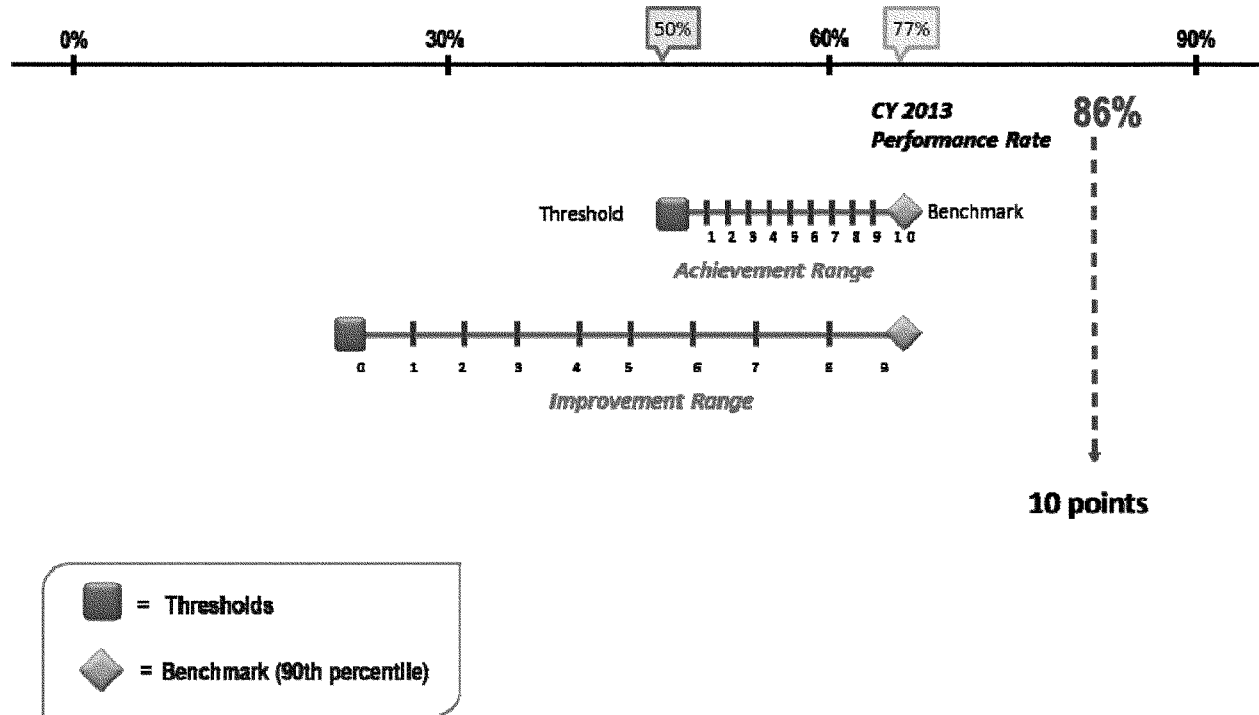 0% 30% 50% 60% 77% 90%
CY 2013 86%
Performance Rate
Threshold Benchmark
1 2 3 4 5 6 7 8 9 1 0
Achievement Range
0 1 2 3 4 5 6 7 8 9
Improvement Range
10 points
= Thresholds
= Benchmark (90th percentile)